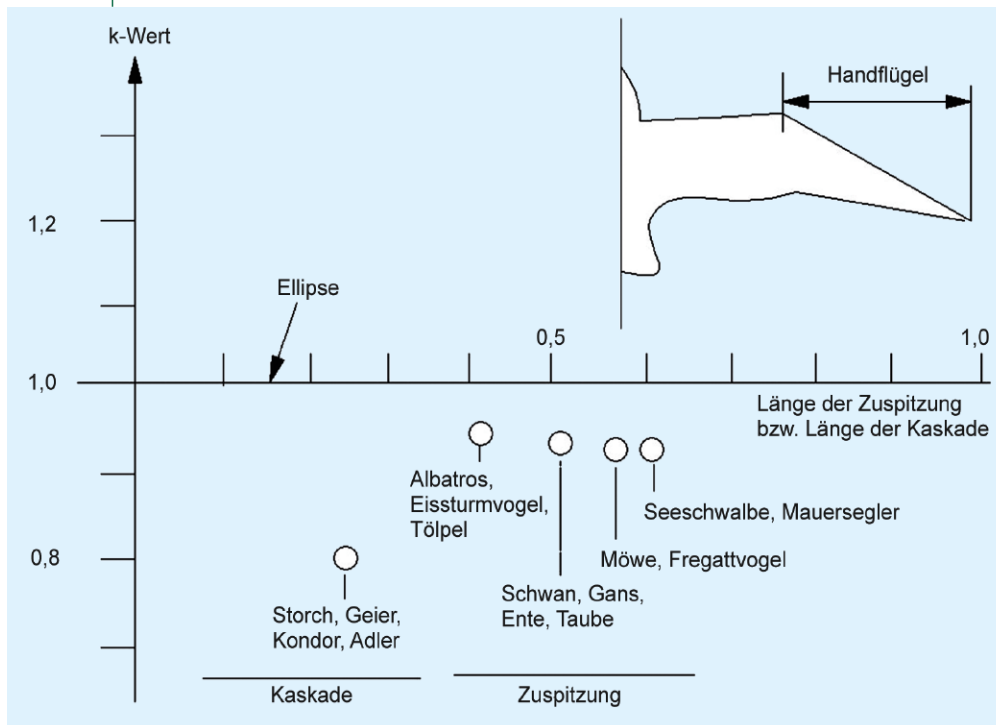 k-Wert
Handflügel
1,2
Ellipse
0,5
1,0
1,0
Länge der Zuspitzung
bzw. Länge der Kaskade
Albatros,
Eissturmvogel,
Tölpel
Seeschwalbe, Mauersegler
Möwe, Fregattvogel
0,8
Schwan, Gans,
Ente, Taube
Storch, Geier,
Kondor, Adler
Kaskade
Zuspitzung